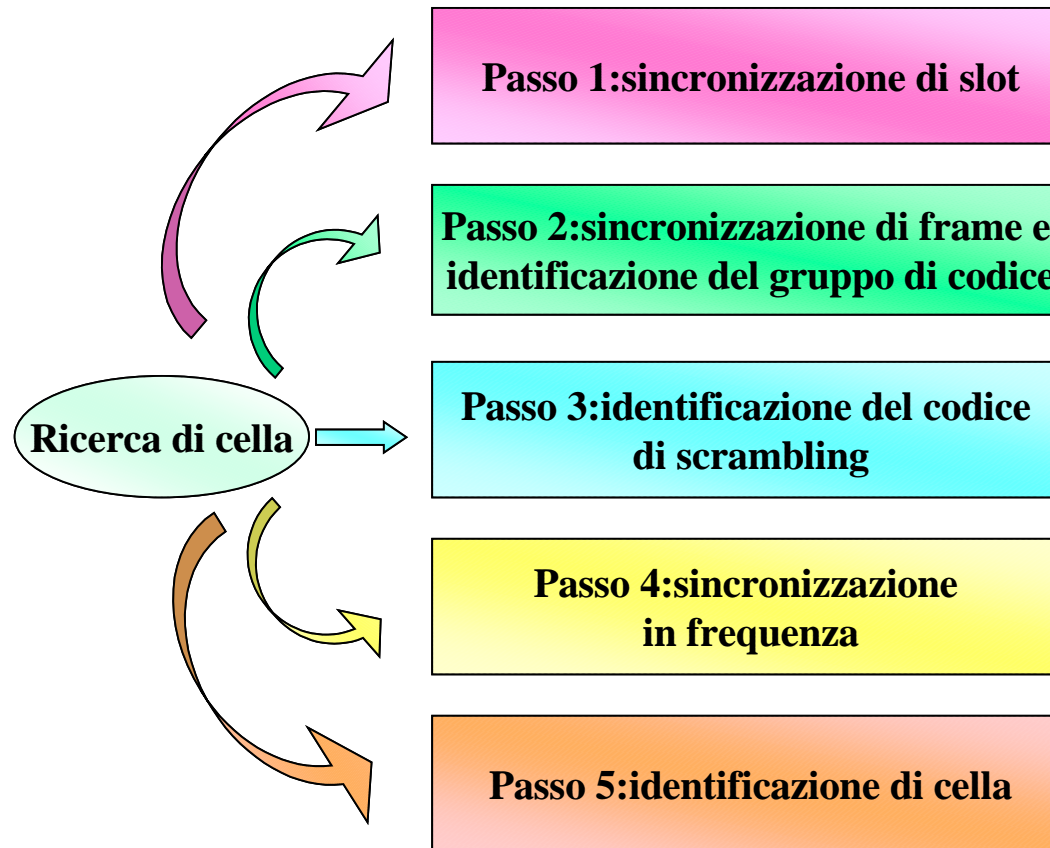 Passo 1:sincronizzazione di slot
Passo 2:sincronizzazione di frame e
identificazione del gruppo di codice
Ricerca di cella
Passo 3:identificazione del codice
di scrambling
Passo 4:sincronizzazione
in frequenza
Passo 5:identificazione di cella